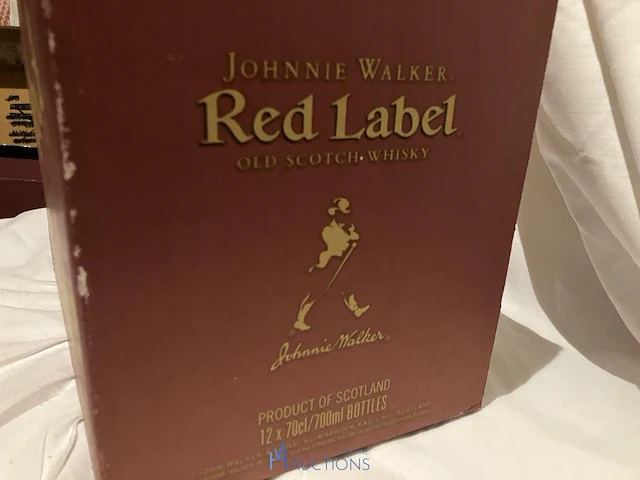 JOHNNIE WALKER
Red Label
OLD SCOTCH WHISKY
Johnnie Walker
PRODUCT OF SCOTLAND
12 x 70cl/700ml BOTTLES
AUCTIONS